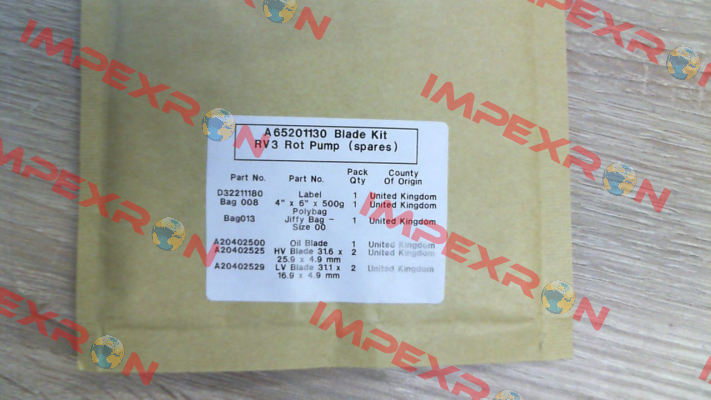 A65201130 Blade Kit
RV3 Rot Pump (spares)
Part No. Part No. Pack Qty County Of Origin
D32211180 Label 1 United Kingdom
Bag 008 4" x 6" x 500g 1 United Kingdom
Polybag
Bag013 Jiffy Bag - 1 United Kingdom
Size 00
A20402500 Oil Blade 1 United Kingdom
A20402525 HV Blade 31.6 x 2 United Kingdom
25.9 x 4.9 mm
A20402529 LV Blade 31.1 x 2 United Kingdom
16.9 x 4.9 mm
IMPEXRON
IMPEXRON
IMPEXRON
IMPEXRON
IMPEXRON